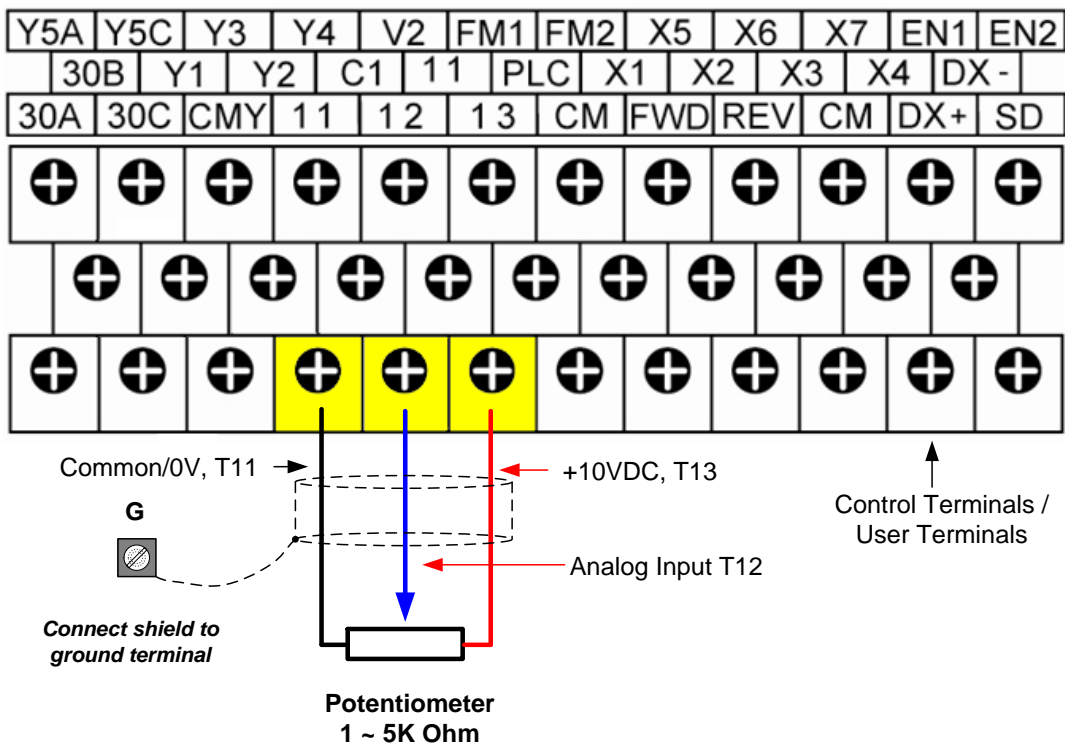 Y5A Y5C Y3 Y4 V2 FM1 FM2 X5 X6 X7 EN1 EN2
30B Y1 Y2 C1 11 PLC X1 X2 X3 X4 DX -
30A 30C CMY 11 12 13 CM FWD REV CM DX+ SD
Common/0V, T11
+10VDC, T13
Control Terminals /
User Terminals
G
Analog Input T12
Connect shield to
ground terminal
Potentiometer
1 ~ 5K Ohm